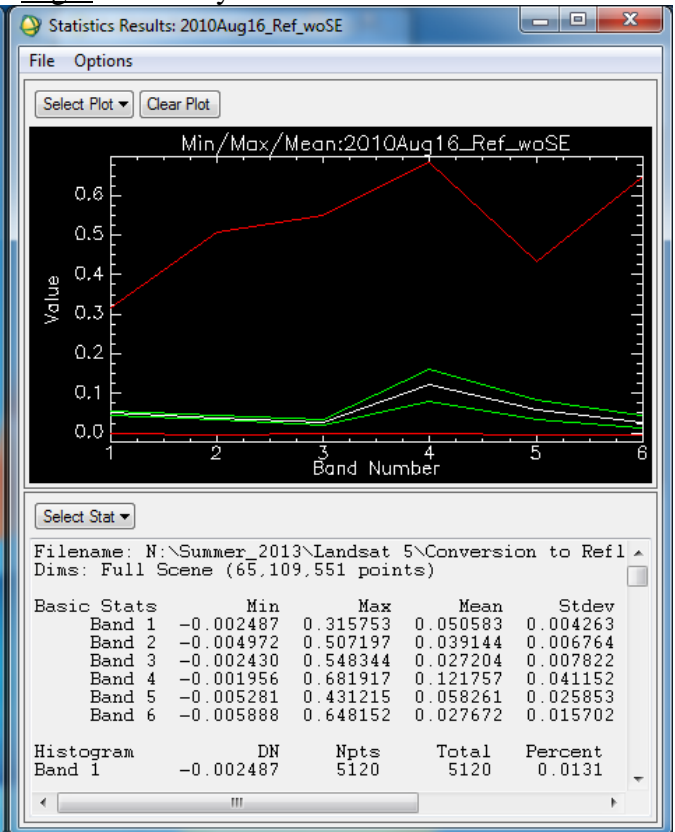 Statistics Results: 2010Aug16_Ref_woSE
File Options
Select Plot Clear Plot
Min/Max/Mean:2010Aug16_Ref_woSE
Value
0.6
0.5
0.4
0.3
0.2
0.1
0.0
1 2 3 4 5 6
Band Number
Select Stat
Filename: N:\Summer_2013\Landsat 5\Conversion to Refl
Dims: Full Scene (65,109,551 points)
Basic Stats Min Max Mean Stdev
Band 1 -0.002487 0.315753 0.050583 0.004263
Band 2 -0.004972 0.507197 0.039144 0.006764
Band 3 -0.002430 0.548344 0.027204 0.007822
Band 4 -0.001956 0.681917 0.121757 0.041152
Band 5 -0.005281 0.431215 0.058261 0.025853
Band 6 -0.005888 0.648152 0.027672 0.015702
Histogram DN Npts Total Percent
Band 1 -0.002487 5120 5120 0.0131